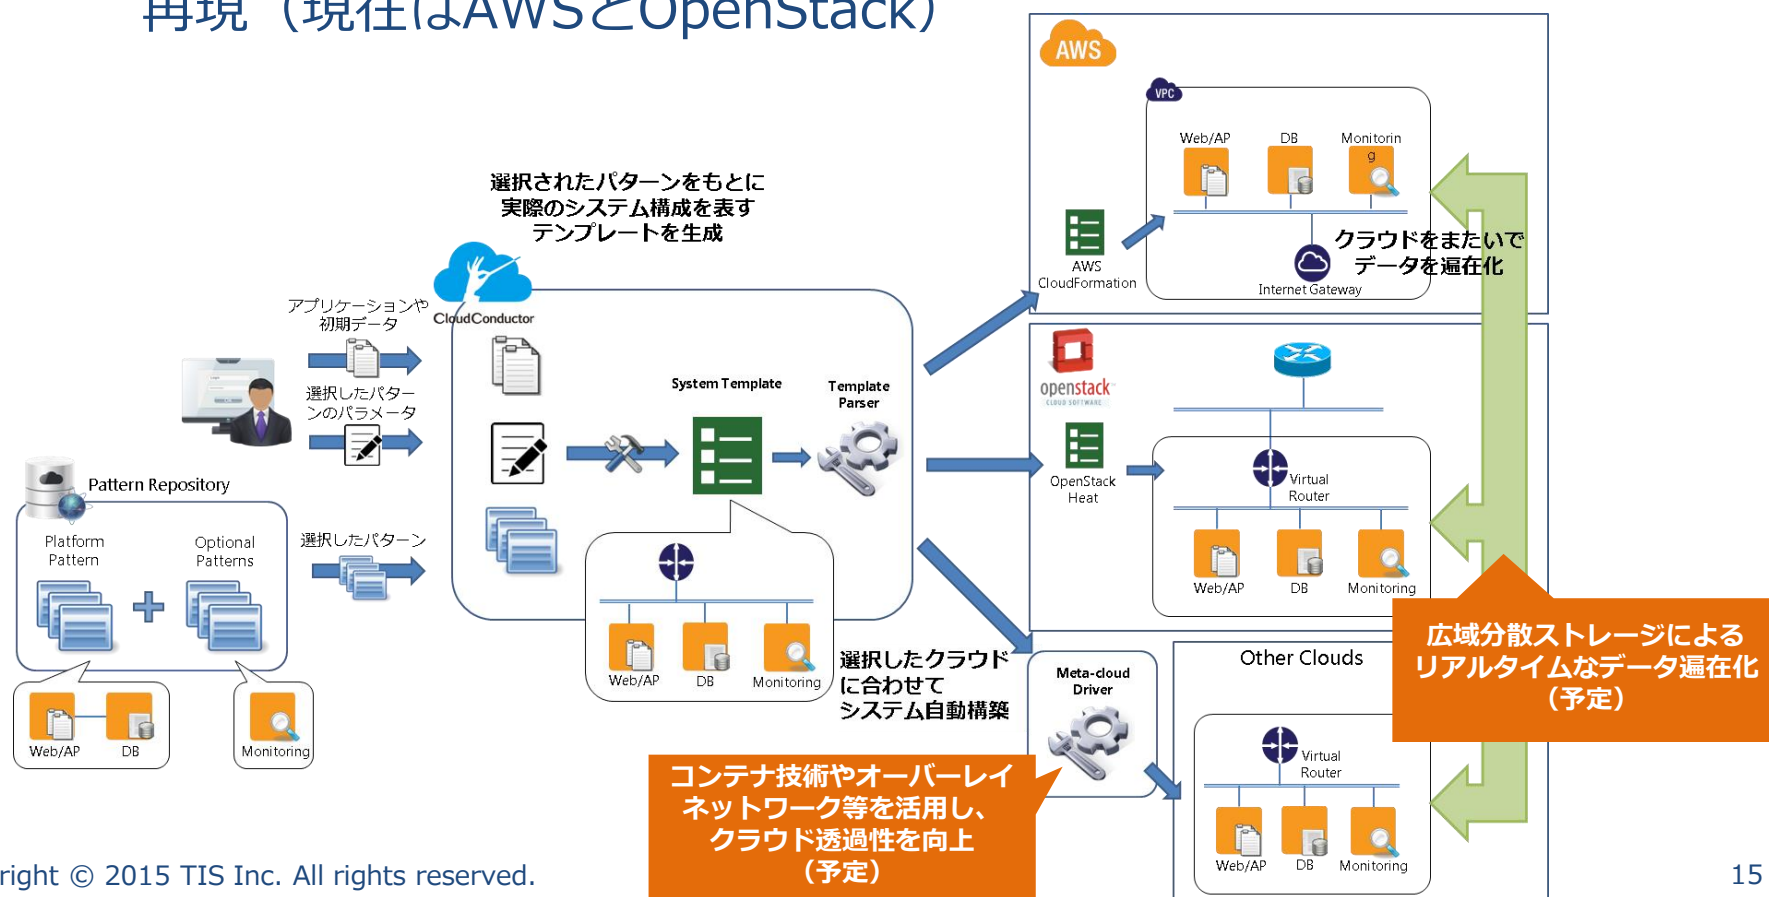 再現（現在はAWSとOpenStack）
AWS
VPC
Web/AP
DB
Monitorin
g
選択されたパターンをもとに
実際のシステム構成を表す
テンプレートを生成
AWS
CloudFormation
クラウドをまたいで
データを遍在化
Internet Gateway
アプリケーションや
初期データ
CloudConductor
選択したパター
ンのパラメータ
System Template
Template
Parser
openstack
CLOUD SOFTWARE
OpenStack
Heat
Virtual
Router
Web/AP
DB
Monitoring
Pattern Repository
Platform
Pattern
Optional
Patterns
選択したパターン
Web/AP
DB
Monitoring
Web/AP
DB
Monitoring
選択したクラウド
に合わせて
システム自動構築
Meta-cloud
Driver
Other Clouds
広域分散ストレージによる
リアルタイムなデータ遍在化
（予定）
Virtual
Router
Web/AP
DB
Monitoring
コンテナ技術やオーバーレイ
ネットワーク等を活用し、
クラウド透過性を向上
（予定）
right © 2015 TIS Inc. All rights reserved.
15